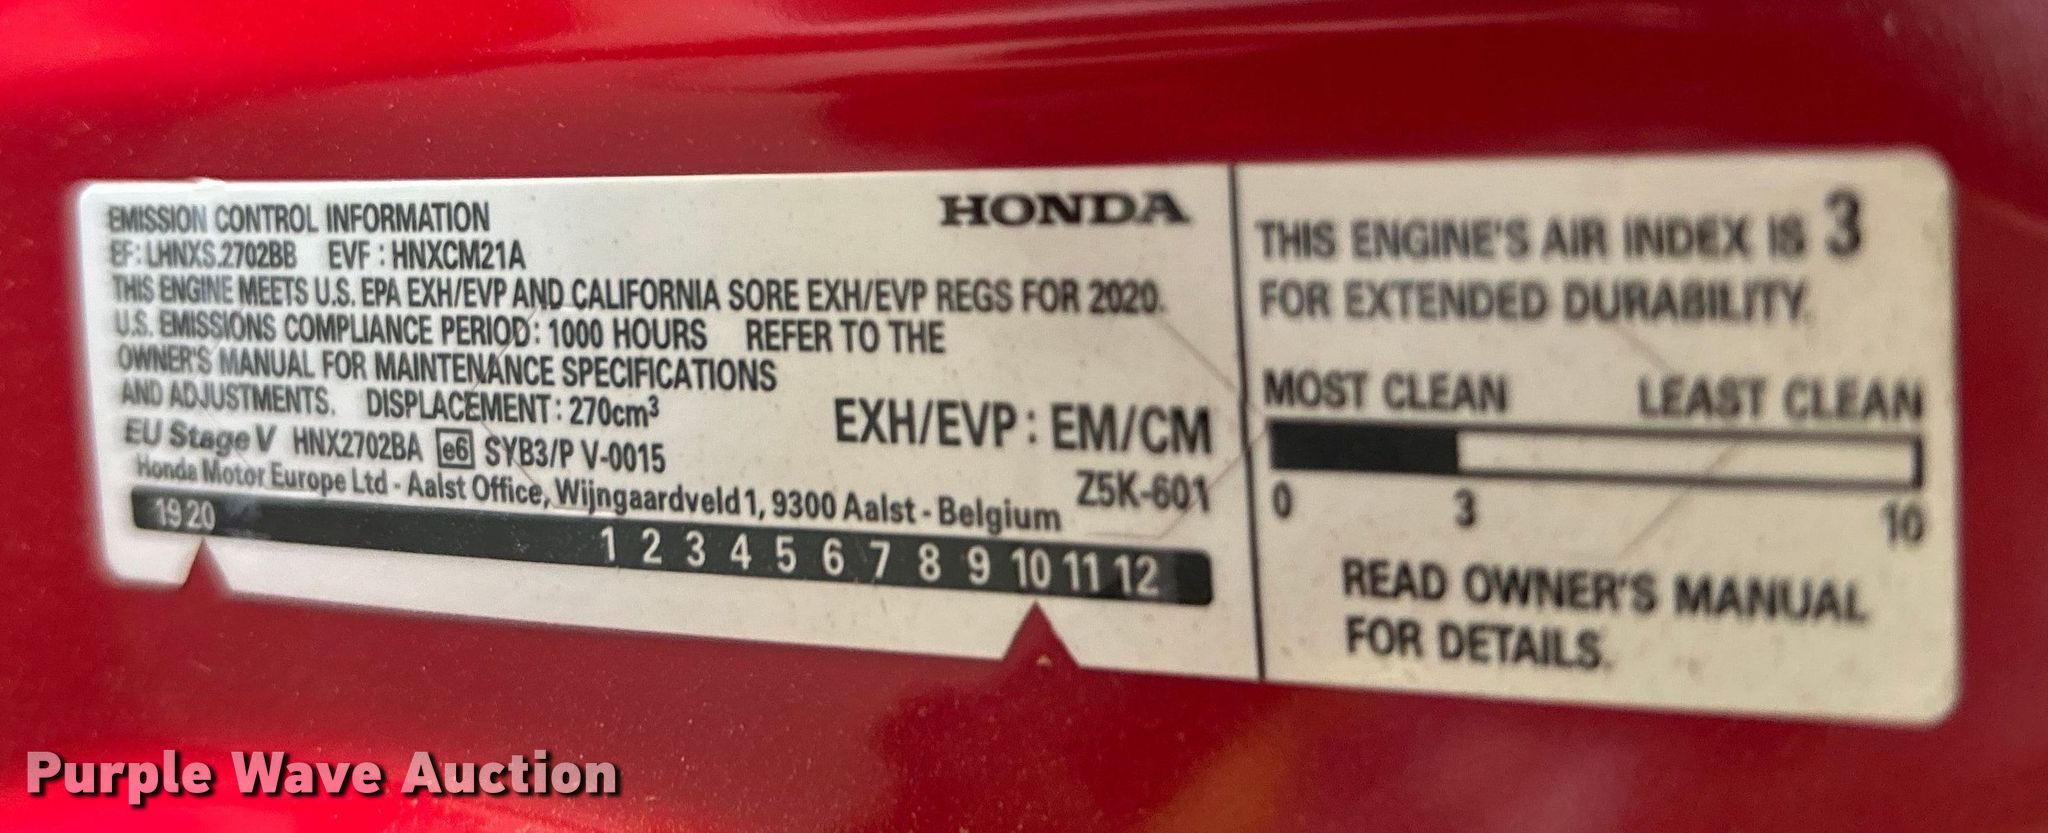 EMISSION CONTROL INFORMATION
HONDA
EF: LHNXS.2702BB EVF : HNXCM21A
THIS ENGINE MEETS U.S. EPA EXH/EVP AND CALIFORNIA SORE EXH/EVP REGS FOR 2020.
U.S. EMISSIONS COMPLIANCE PERIOD: 1000 HOURS REFER TO THE
OWNER'S MANUAL FOR MAINTENANCE SPECIFICATIONS
AND ADJUSTMENTS. DISPLACEMENT : 270cm³
EXH/EVP : EM/CM
EU Stage V HNX2702BA e6 SYB3/P V-0015
Honda Motor Europe Ltd - Aalst Office, Wijngaardveld 1, 9300 Aalst - Belgium
Z5K-601
19 20 1 2 3 4 5 6 7 8 9 10 11 12
THIS ENGINE'S AIR INDEX IS 3
FOR EXTENDED DURABILITY.
MOST CLEAN LEAST CLEAN
0 3 10
READ OWNER'S MANUAL
FOR DETAILS.
Purple Wave Auction